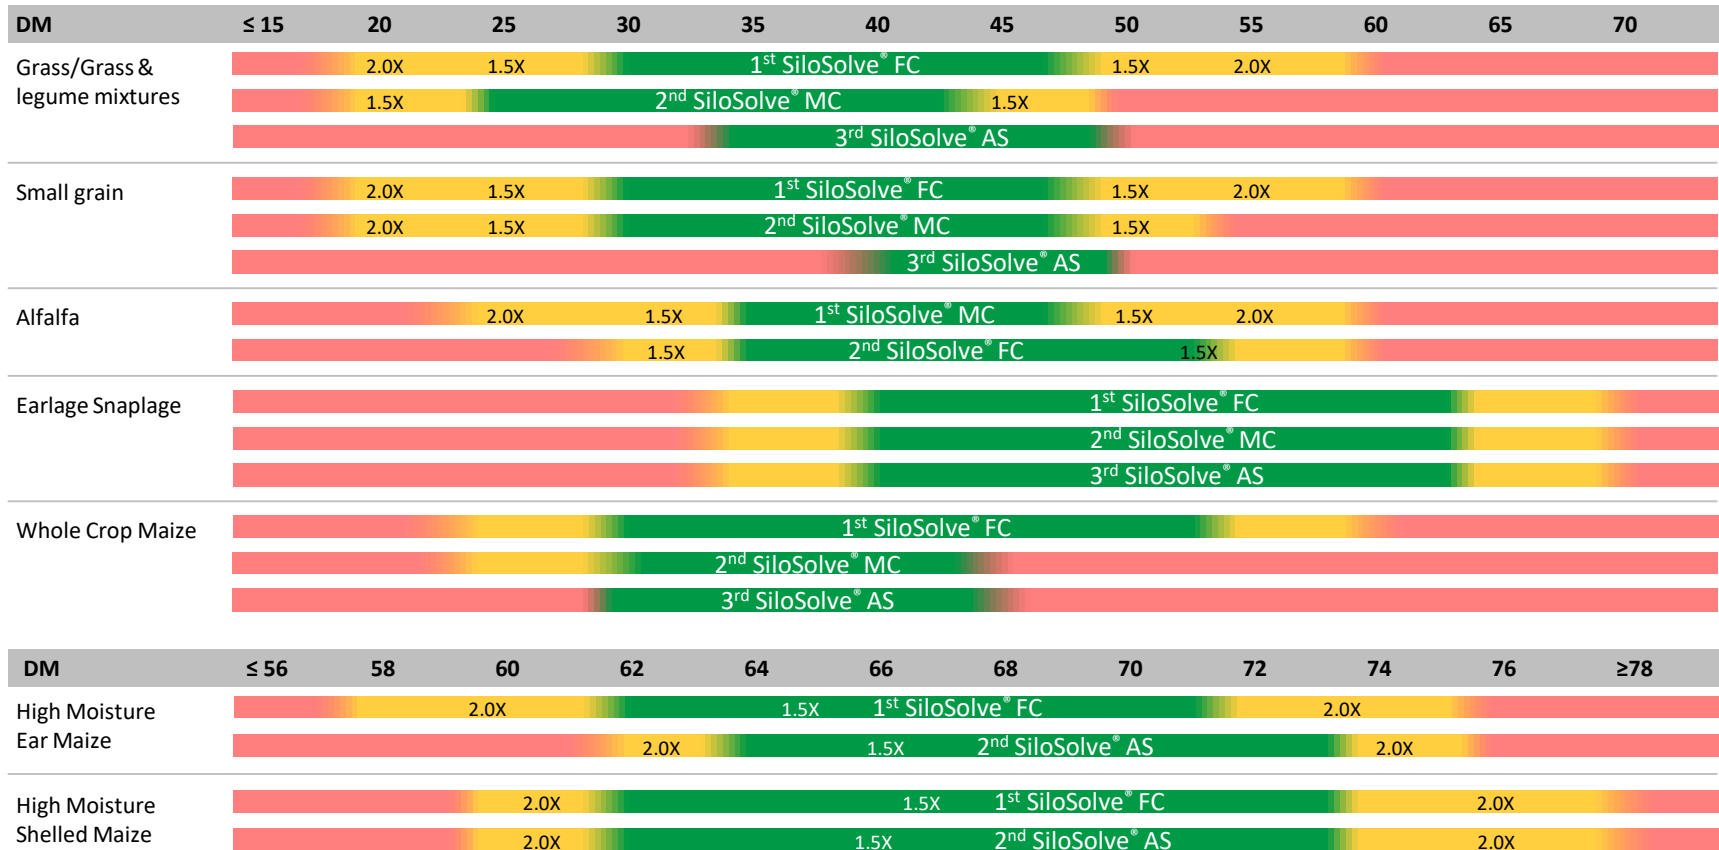 DM ≤ 15 20 25 30 35 40 45 50 55 60 65 70
Grass/Grass & legume mixtures
2.0X 1.5X 1st SiloSolve® FC 1.5X 2.0X
1.5X 2nd SiloSolve® MC 1.5X
3rd SiloSolve® AS
Small grain
2.0X 1.5X 1st SiloSolve® FC 1.5X 2.0X
2.0X 1.5X 2nd SiloSolve® MC 1.5X
3rd SiloSolve® AS
Alfalfa
2.0X 1.5X 1st SiloSolve® MC 1.5X 2.0X
1.5X 2nd SiloSolve® FC 1.5X
Earlage Snaplage
1st SiloSolve® FC
2nd SiloSolve® MC
3rd SiloSolve® AS
Whole Crop Maize
1st SiloSolve® FC
2nd SiloSolve® MC
3rd SiloSolve® AS
DM ≤ 56 58 60 62 64 66 68 70 72 74 76 ≥78
High Moisture
Ear Maize
2.0X 1.5X 1st SiloSolve® FC 2.0X
2.0X 1.5X 2nd SiloSolve® AS 2.0X
High Moisture
Shelled Maize
2.0X 1.5X 1st SiloSolve® FC 2.0X
2.0X 1.5X 2nd SiloSolve® AS 2.0X